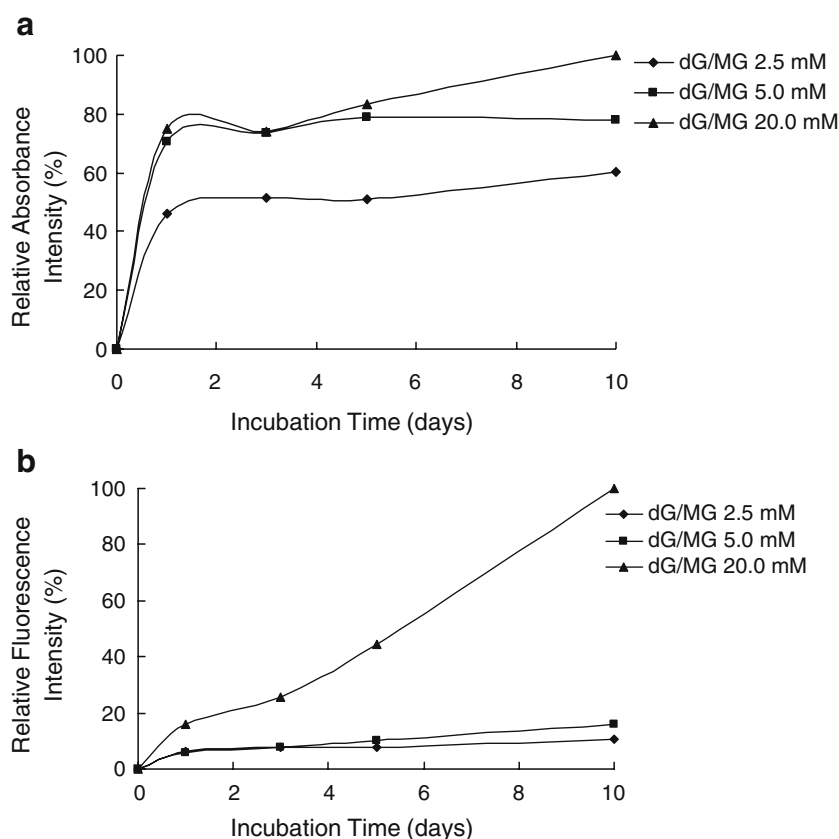 a
Relative Absorbance
Intensity (%)
100
80
60
40
20
0
0 2 4 6 8 10
Incubation Time (days)
dG/MG 2.5 mM
dG/MG 5.0 mM
dG/MG 20.0 mM
b
Relative Fluorescence
Intensity (%)
100
80
60
40
20
0
0 2 4 6 8 10
Incubation Time (days)
dG/MG 2.5 mM
dG/MG 5.0 mM
dG/MG 20.0 mM